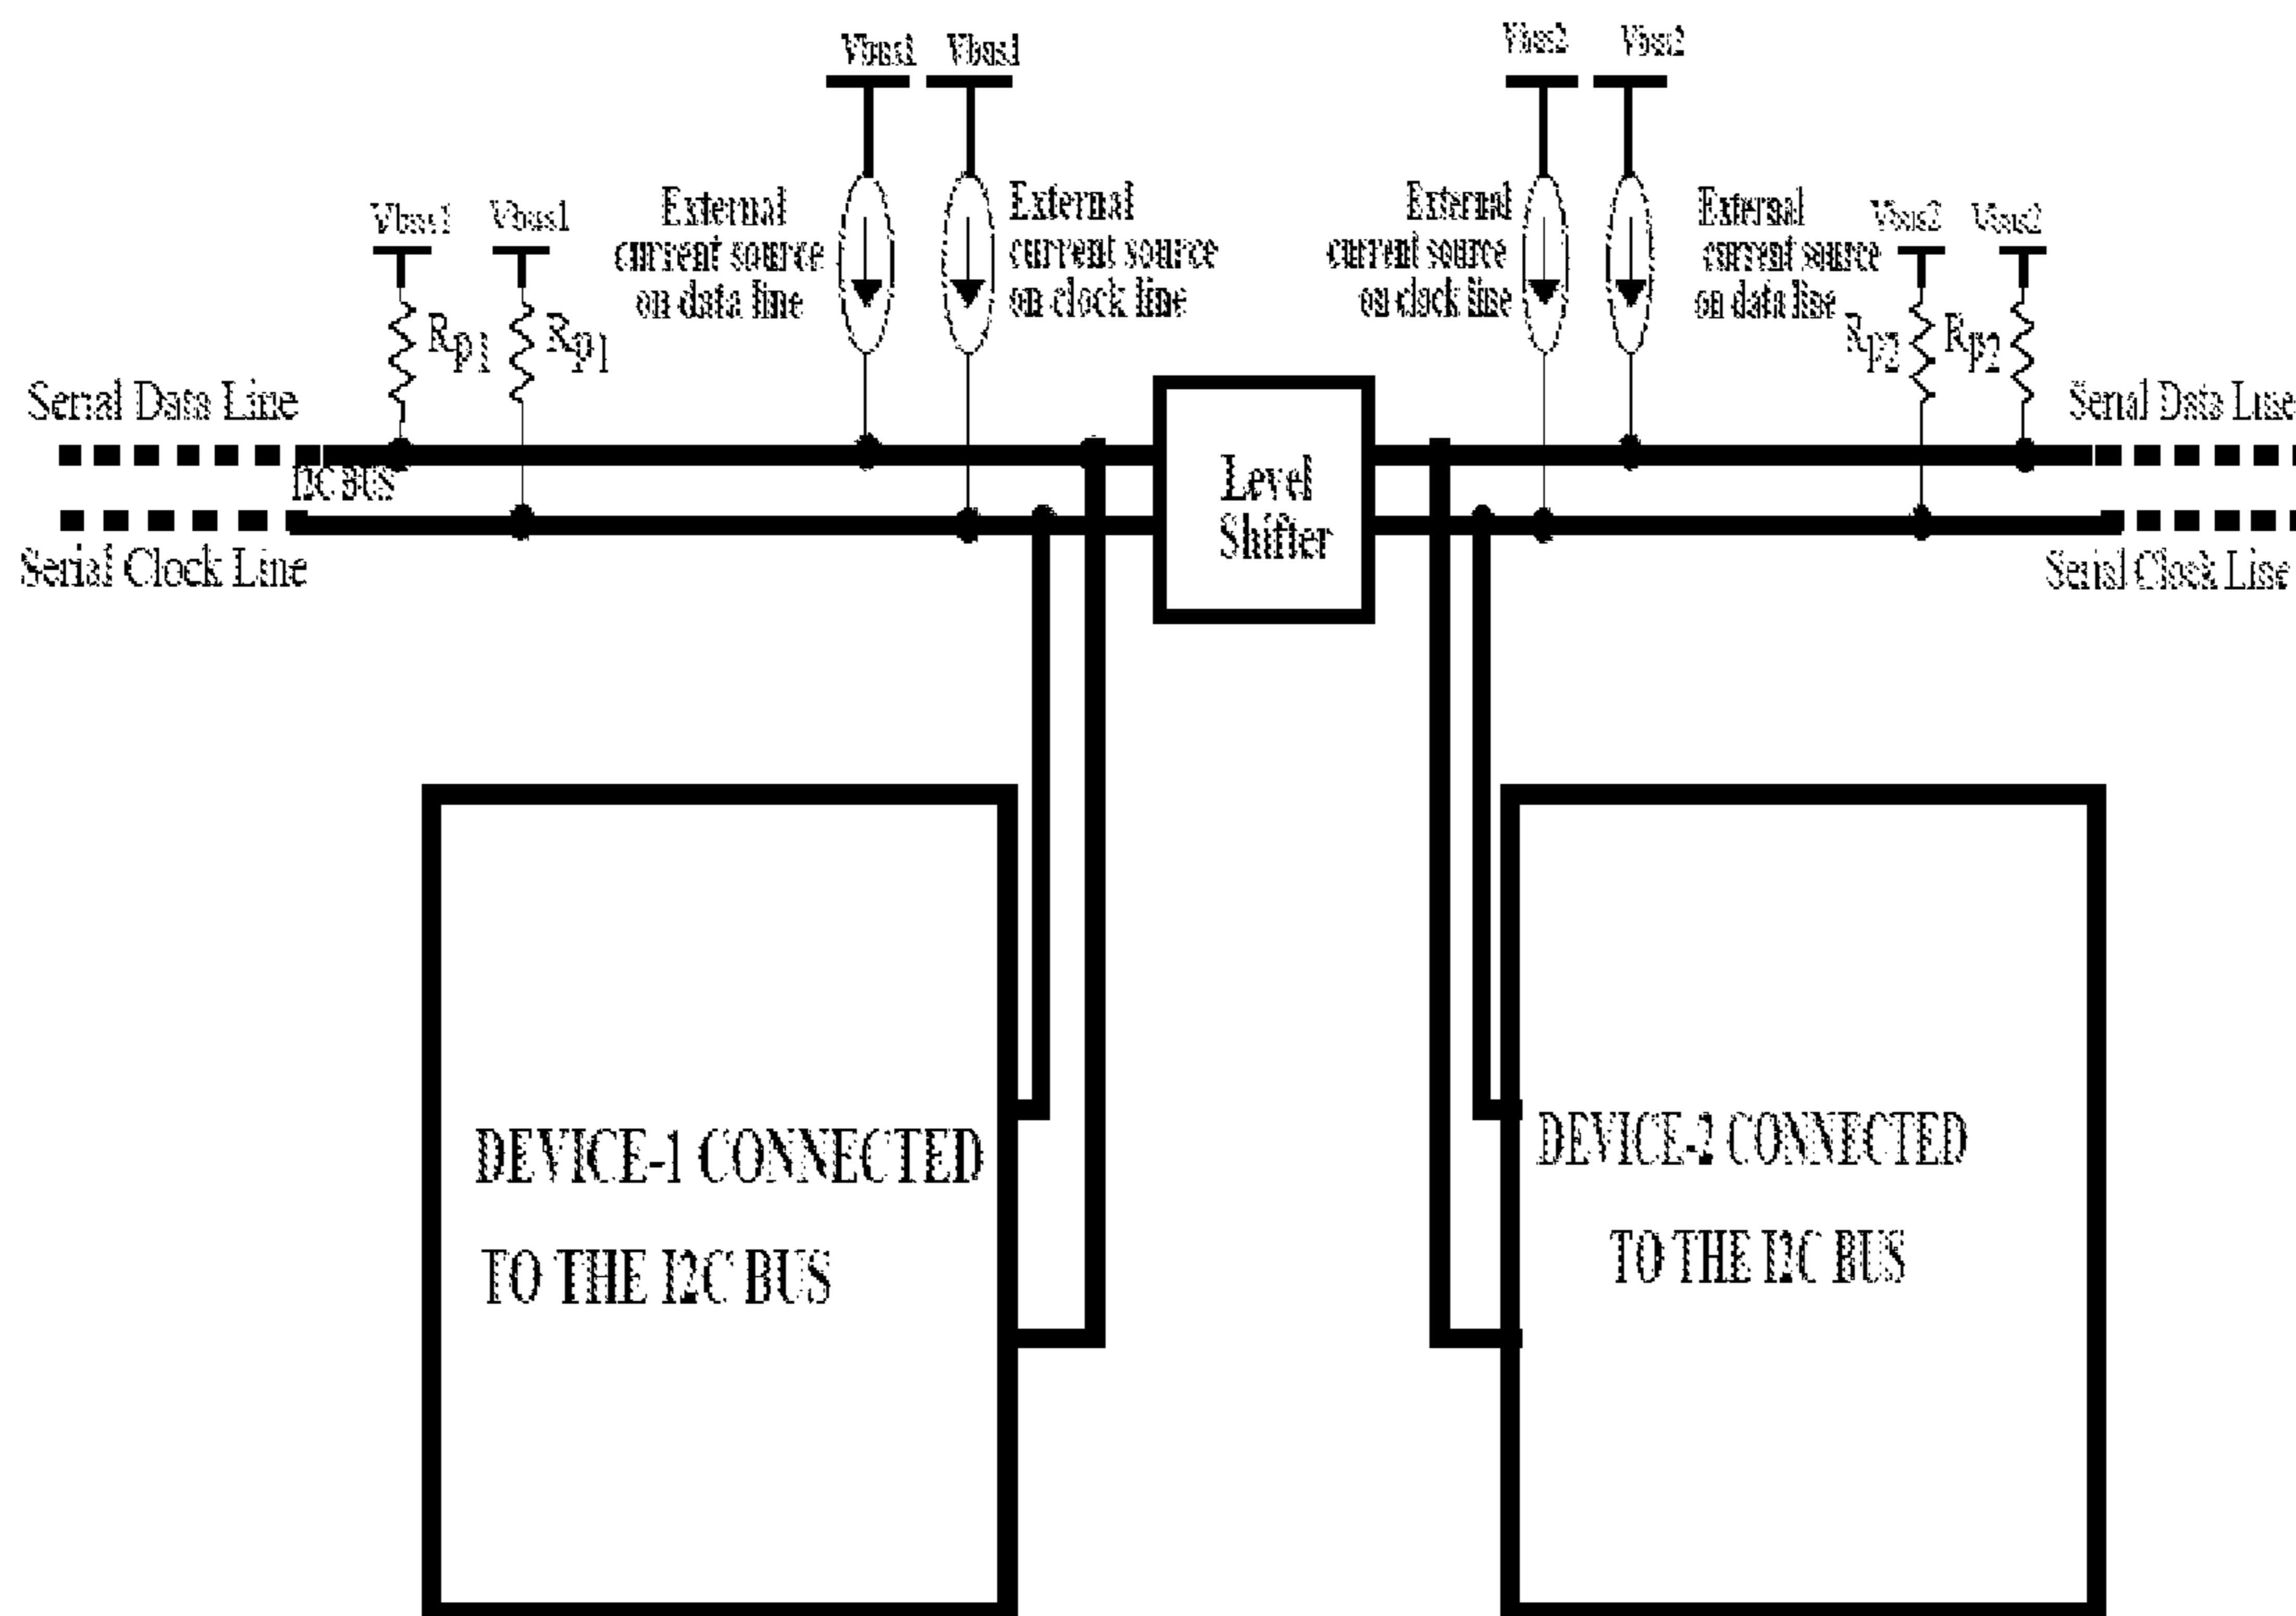 Vbus1 Vbus1
Vbus2 Vbus2
Vbus1 Vbus1
External
current source
on data line
External
current source
on clock line
External
current source
on clock line
External
current source
on data line
Vbus2 Vbus2
Rp1 Rp1
Rp2 Rp2
Serial Data Line
Serial Data Line
I2C BUS
Level
Shifter
Serial Clock Line
Serial Clock Line
DEVICE-1 CONNECTED
TO THE I2C BUS
DEVICE-2 CONNECTED
TO THE I2C BUS